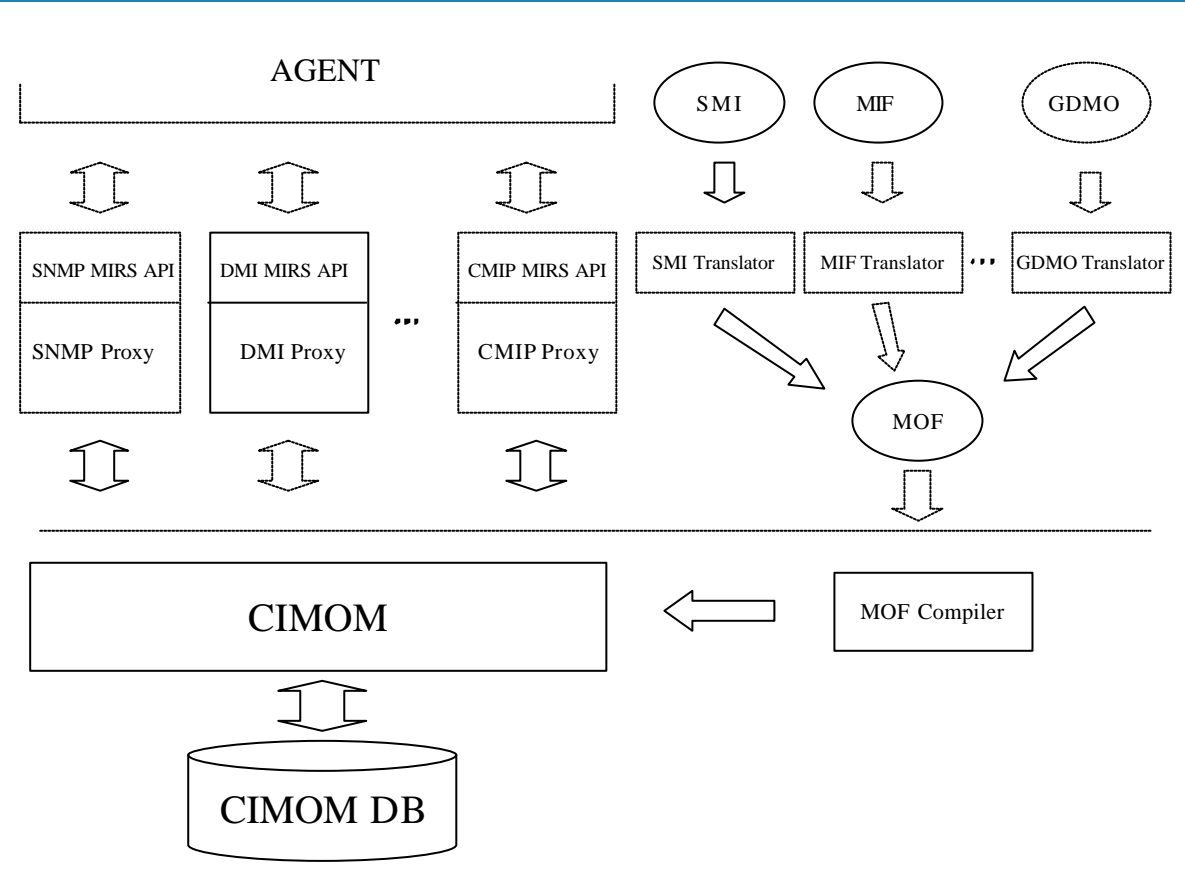 AGENT
SMI
MIF
GDMO
SNMP MIRS API
DMI MIRS API
...
CMIP MIRS API
SNMP Proxy
DMI Proxy
CMIP Proxy
SMI Translator
MIF Translator
...
GDMO Translator
MOF
CIMOM
MOF Compiler
CIMOM DB